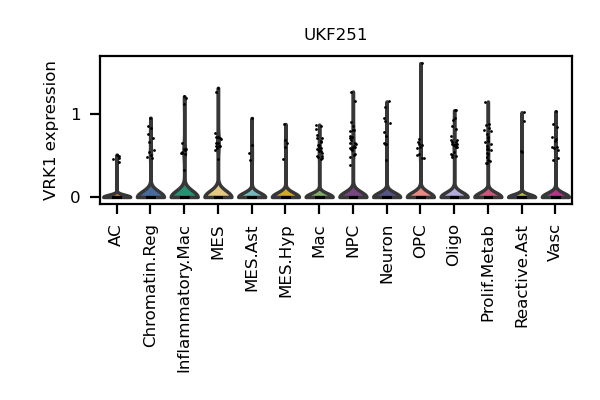 UKF251
VRK1 expression
1
0
AC
Chromatin.Reg
Inflammatory.Mac
MES
MES.Ast
MES.Hyp
Mac
NPC
Neuron
OPC
Oligo
Prolif.Metab
Reactive.Ast
Vasc